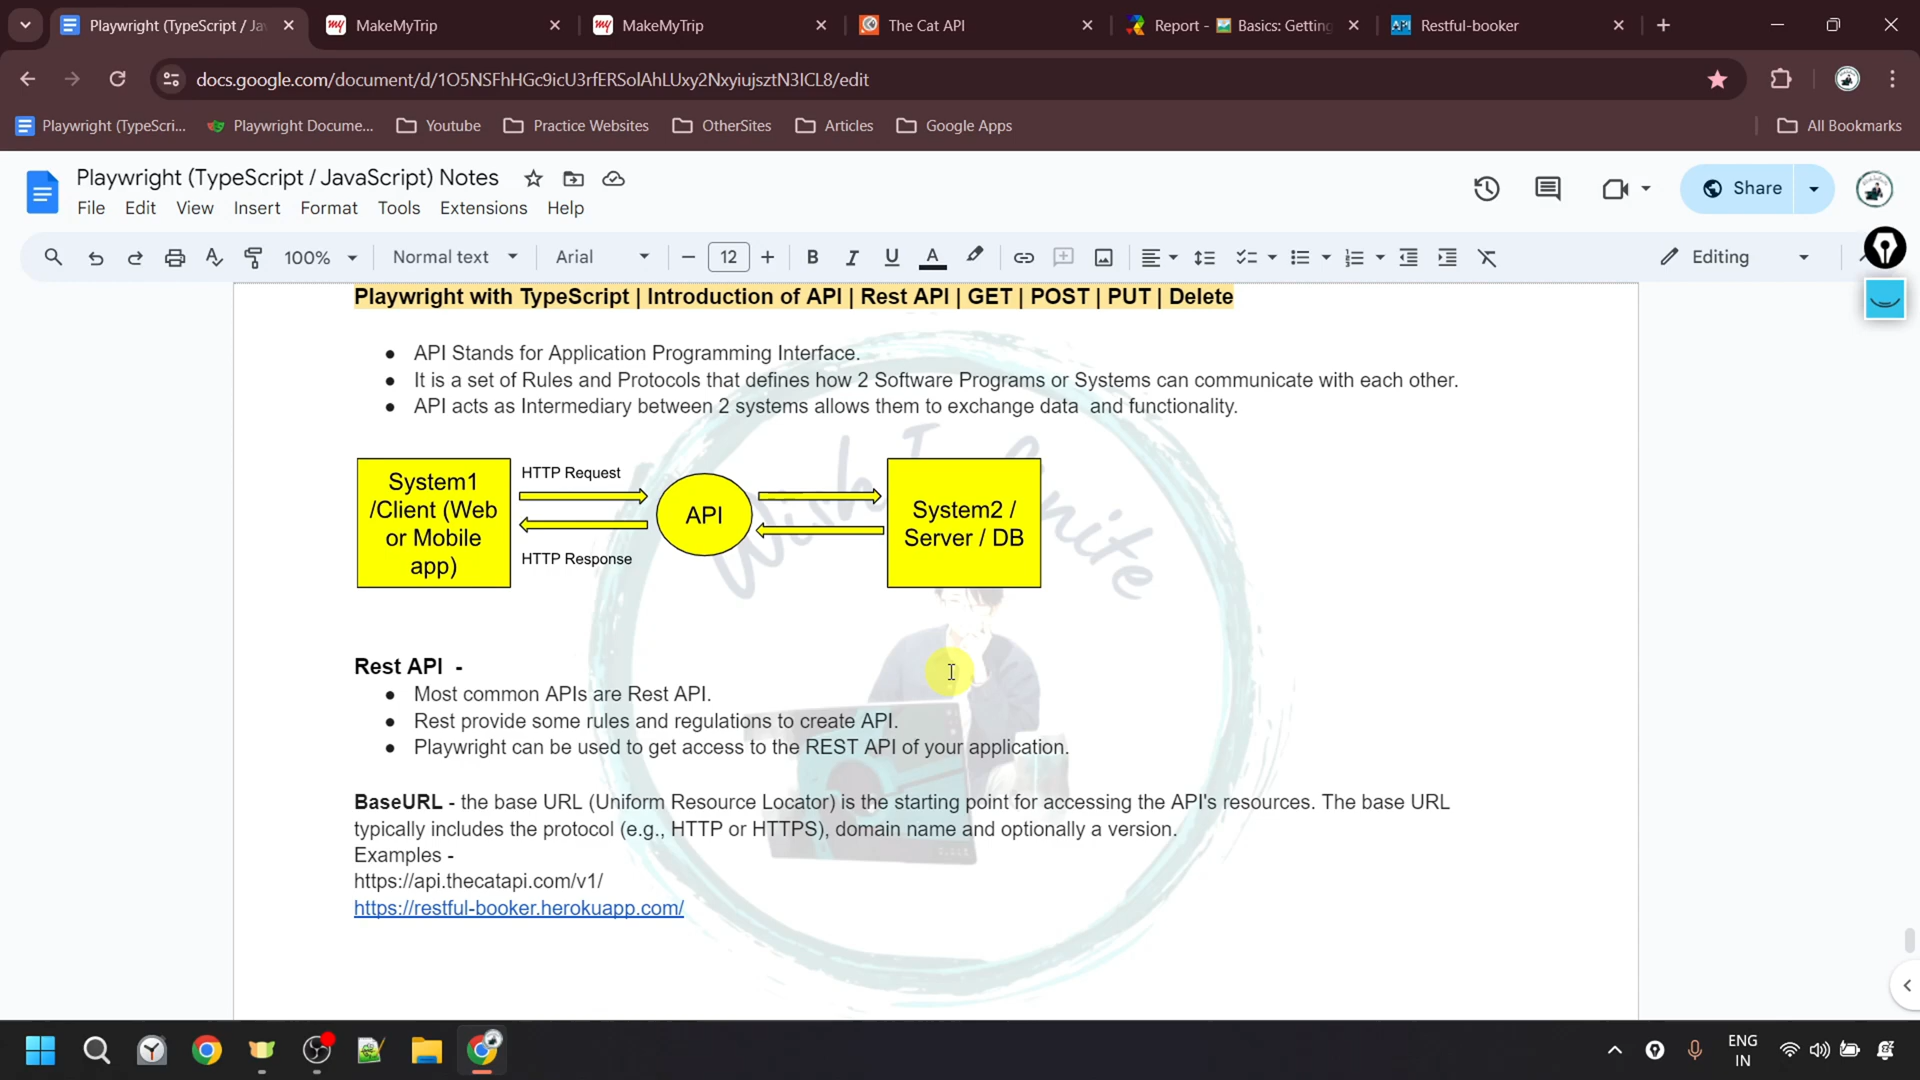 Playwright (TypeScript / Ja
MakeMyTrip
MakeMyTrip
The Cat API
Report - 🖼️ Basics: Getting
Restful-booker
docs.google.com/document/d/1O5NSFhHGc9icU3rfERSolAhLUxy2NxyiujsztN3ICL8/edit
Playwright (TypeScri...
Playwright Docume...
Youtube
Practice Websites
OtherSites
Articles
Google Apps
All Bookmarks
Playwright (TypeScript / JavaScript) Notes
File Edit View Insert Format Tools Extensions Help
Share
100%
Normal text
Arial
12
Editing
Playwright with TypeScript | Introduction of API | Rest API | GET | POST | PUT | Delete
● API Stands for Application Programming Interface.
● It is a set of Rules and Protocols that defines how 2 Software Programs or Systems can communicate with each other.
● API acts as Intermediary between 2 systems allows them to exchange data and functionality.
System1
/Client (Web
or Mobile
app)
HTTP Request
HTTP Response
API
System2 /
Server / DB
Rest API -
● Most common APIs are Rest API.
● Rest provide some rules and regulations to create API.
● Playwright can be used to get access to the REST API of your application.
BaseURL - the base URL (Uniform Resource Locator) is the starting point for accessing the API's resources. The base URL
typically includes the protocol (e.g., HTTP or HTTPS), domain name and optionally a version.
Examples -
https://api.thecatapi.com/v1/
https://restful-booker.herokuapp.com/
ENG
IN